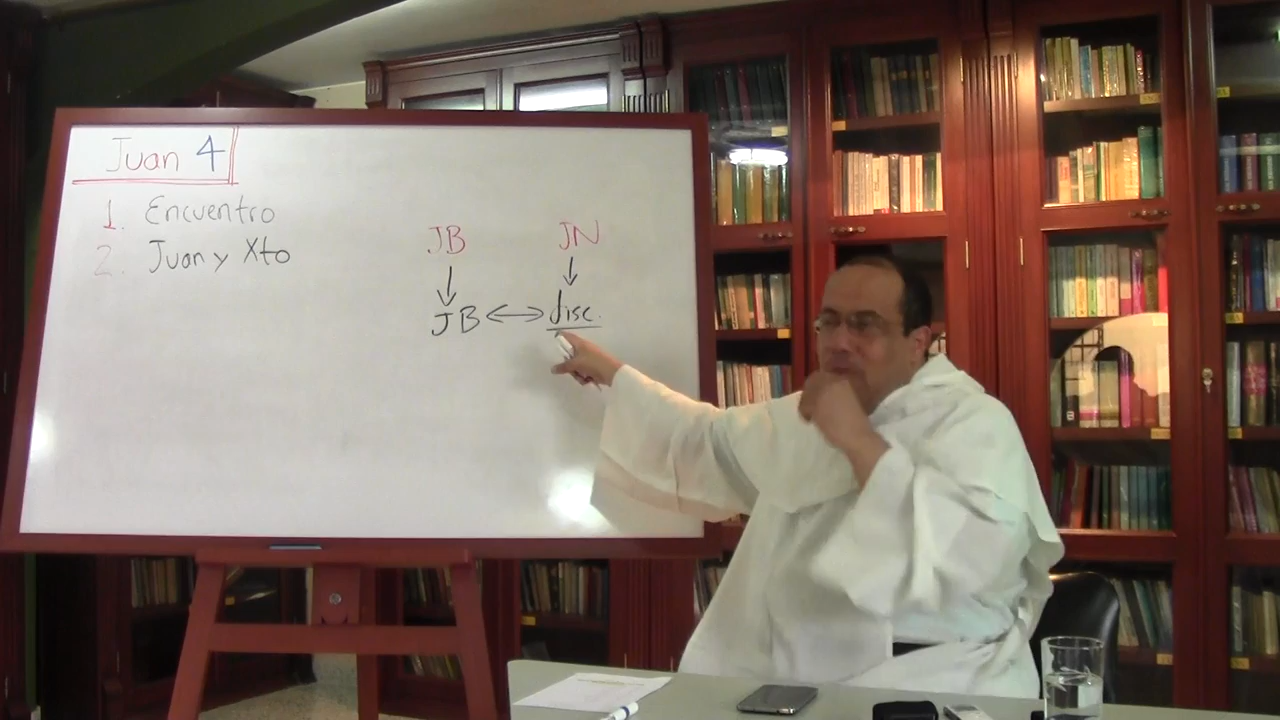 Juan 4
1. Encuentro
2. Juan y Xto
JB JN
JB ↔ disc.